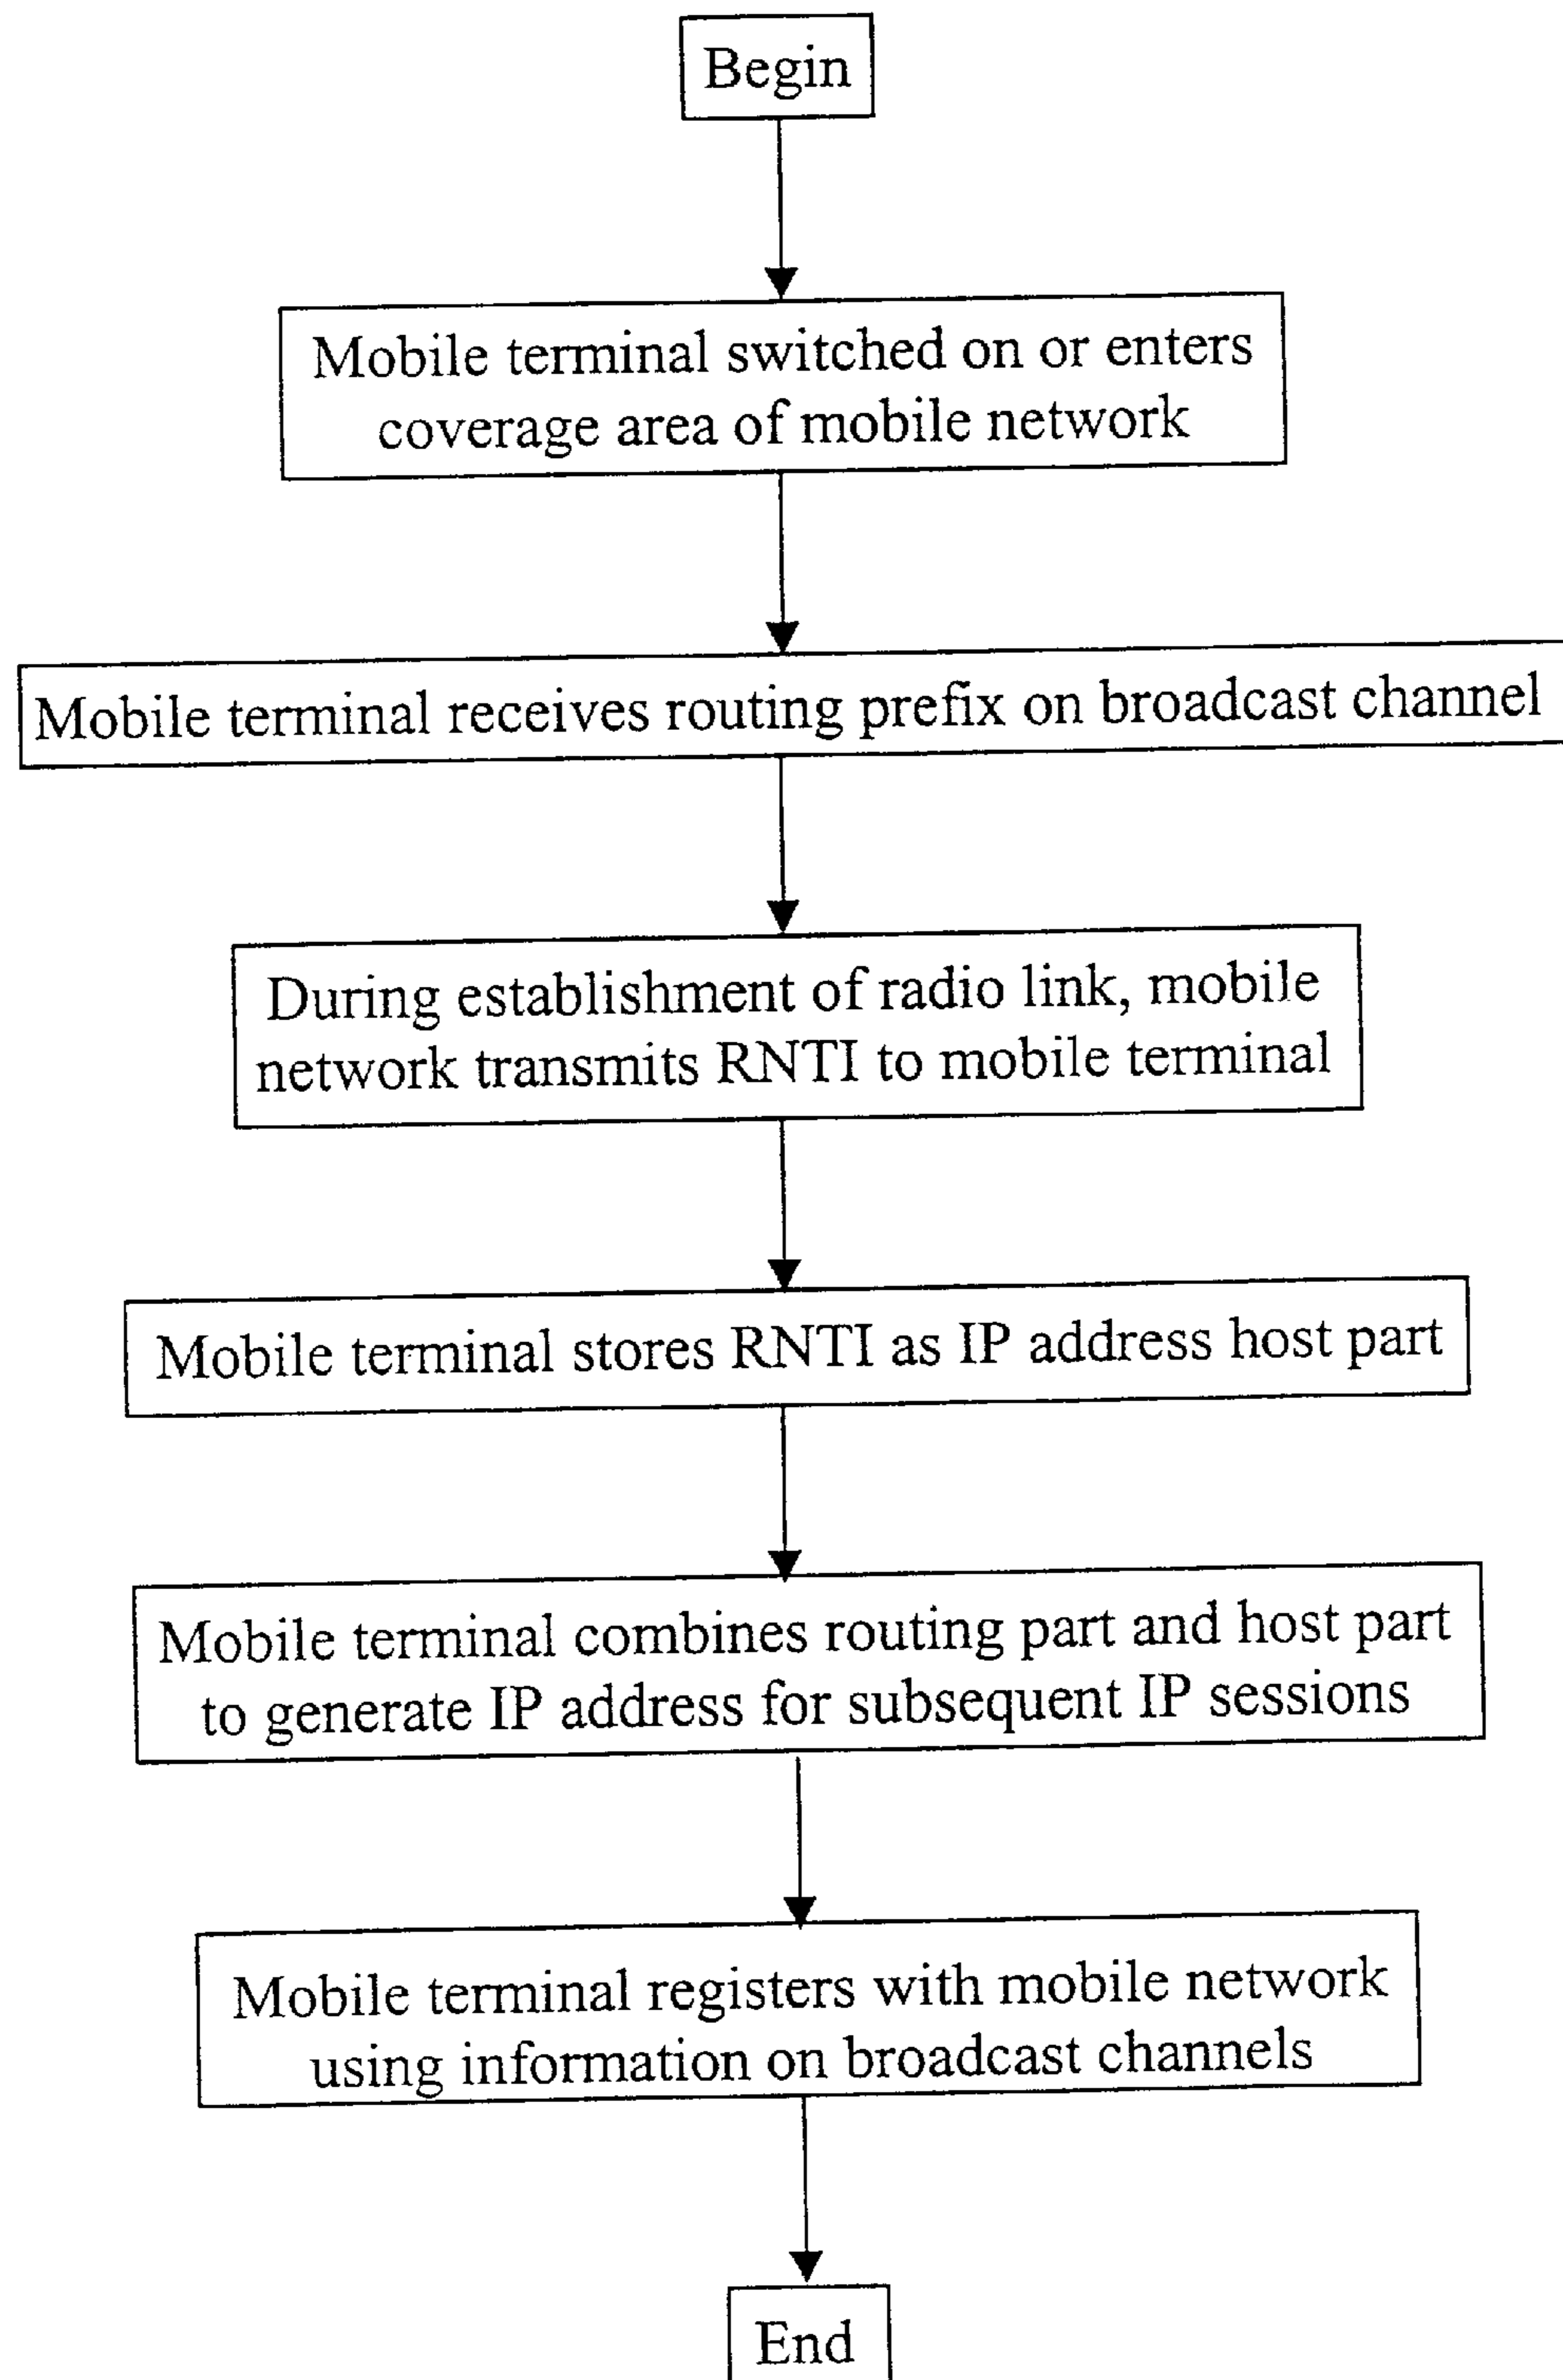 Begin
Mobile terminal switched on or enters
coverage area of mobile network
Mobile terminal receives routing prefix on broadcast channel
During establishment of radio link, mobile
network transmits RNTI to mobile terminal
Mobile terminal stores RNTI as IP address host part
Mobile terminal combines routing part and host part
to generate IP address for subsequent IP sessions
Mobile terminal registers with mobile network
using information on broadcast channels
End